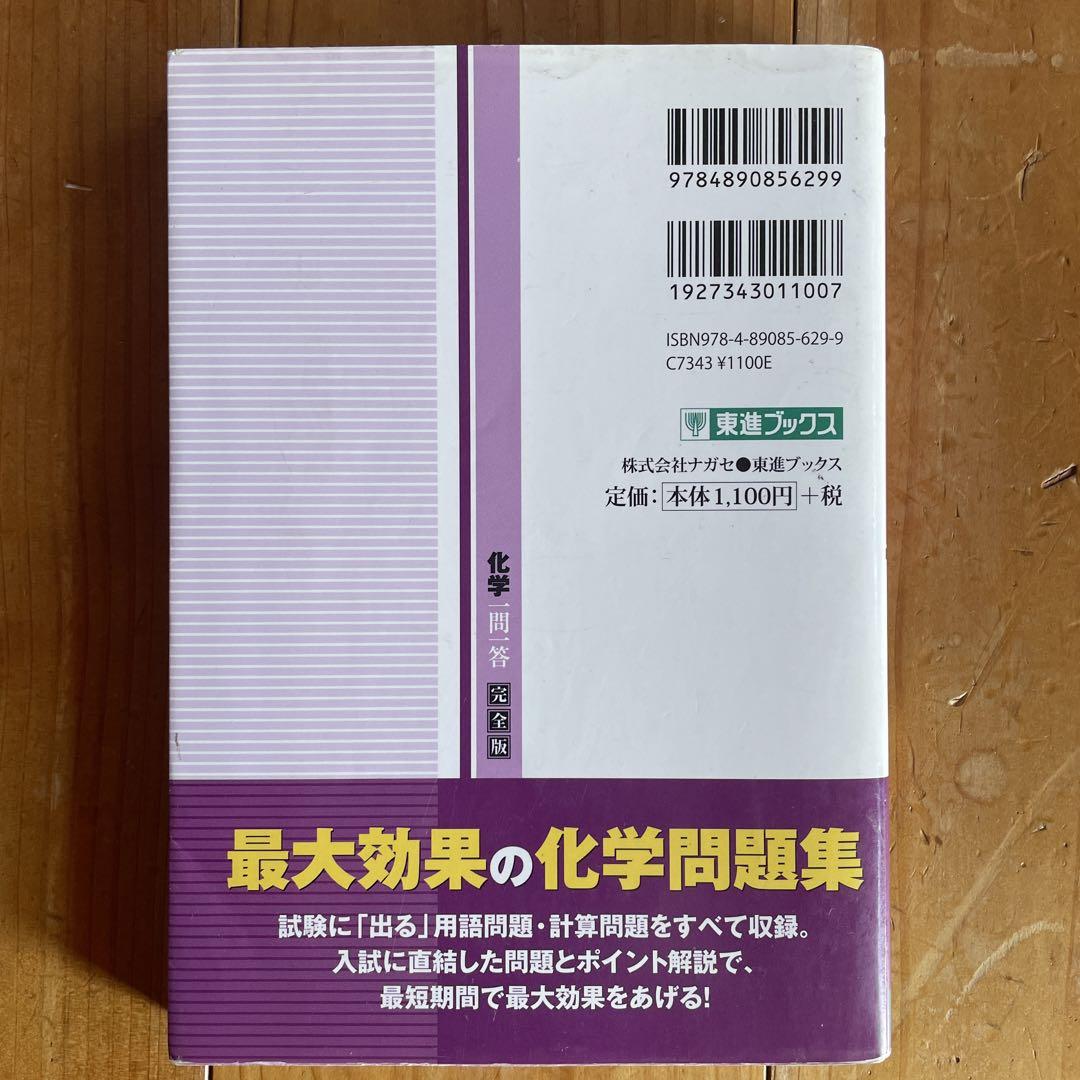 9784890856299
1927343011007
ISBN978-4-89085-629-9
C7343 ¥1100E
東進ブックス
株式会社ナガセ●東進ブックス
定価：本体1,100円＋税
化学一問一答 完全版
最大効果の化学問題集
試験に「出る」用語問題・計算問題をすべて収録。
入試に直結した問題とポイント解説で、
最短期間で最大効果をあげる！